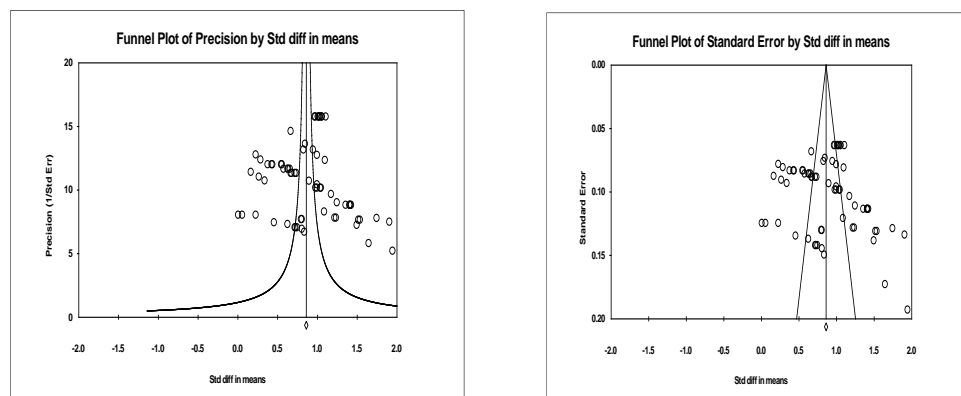 Funnel Plot of Precision by Std diff in means
20
15
10
5
0
Precision (1/Std Err)
-2.0 -1.5 -1.0 -0.5 0.0 0.5 1.0 1.5 2.0
Std diff in means
Funnel Plot of Standard Error by Std diff in means
0.00
0.05
0.10
0.15
0.20
Standard Error
-2.0 -1.5 -1.0 -0.5 0.0 0.5 1.0 1.5 2.0
Std diff in means